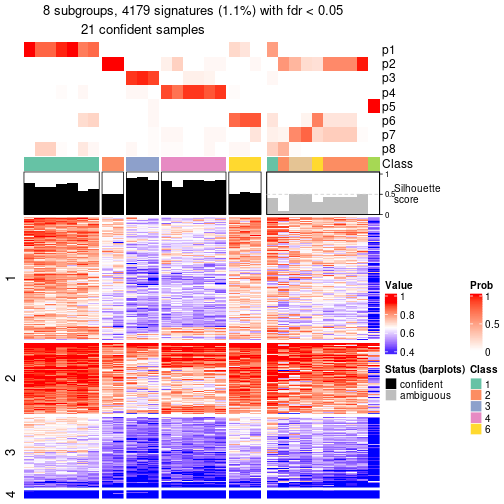 8 subgroups, 4179 signatures (1.1%) with fdr < 0.05
21 confident samples
p1
p2
p3
p4
p5
p6
p7
p8
Class
1
0.5
0
Silhouette
score
1
2
3
4
Value
1
0.8
0.6
0.4
Prob
1
0.5
0
Status (barplots)
confident
ambiguous
Class
1
2
3
4
6